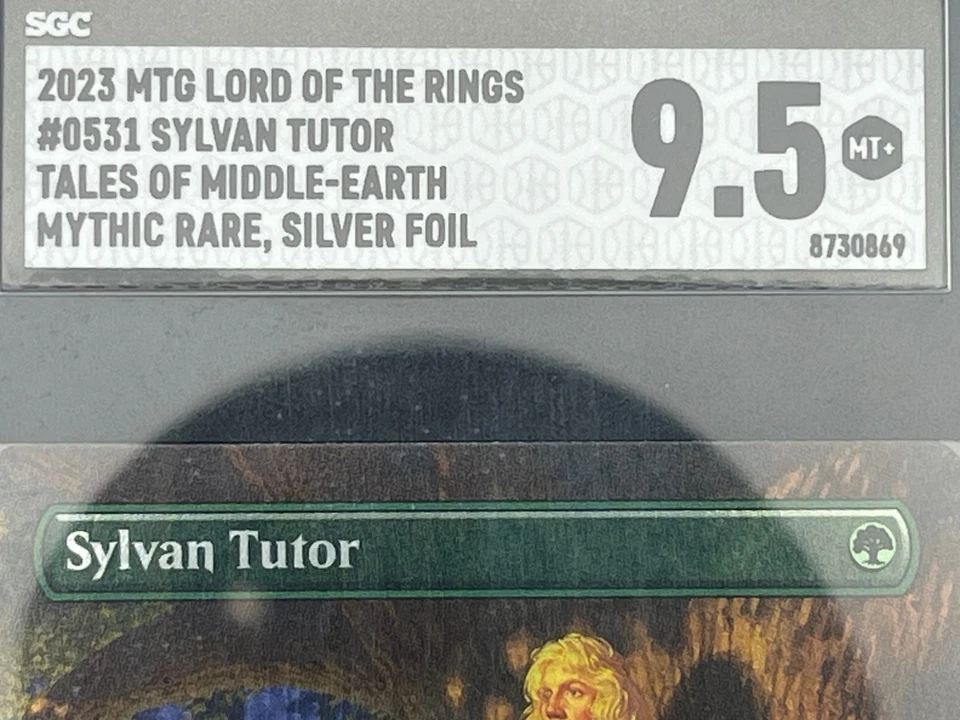 SGC
2023 MTG LORD OF THE RINGS
#0531 SYLVAN TUTOR
TALES OF MIDDLE-EARTH
MYTHIC RARE, SILVER FOIL
9.5
MT+
8730869
Sylvan Tutor